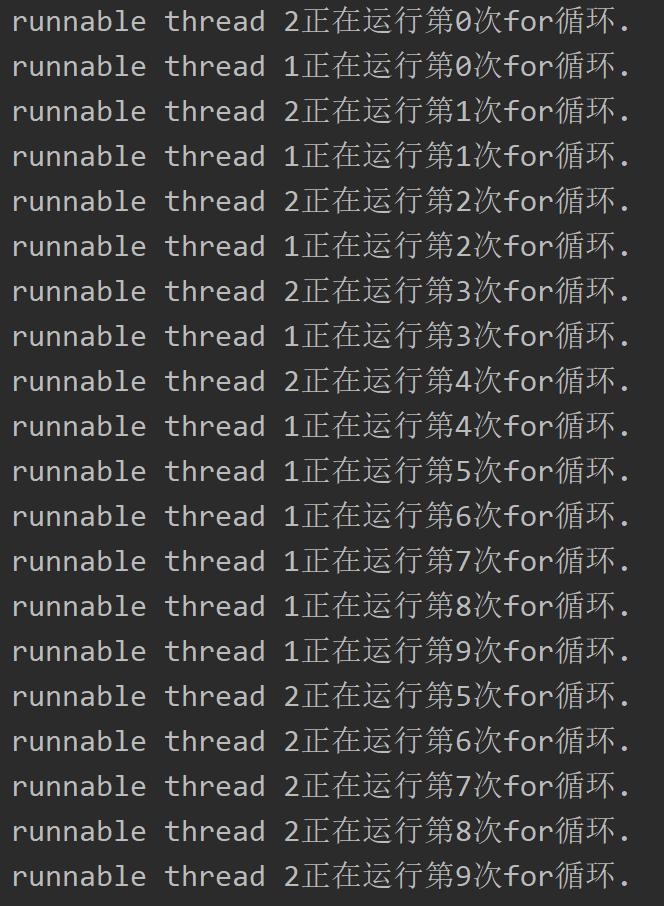 runnable thread 2正在运行第0次for循环.
runnable thread 1正在运行第0次for循环.
runnable thread 2正在运行第1次for循环.
runnable thread 1正在运行第1次for循环.
runnable thread 2正在运行第2次for循环.
runnable thread 1正在运行第2次for循环.
runnable thread 2正在运行第3次for循环.
runnable thread 1正在运行第3次for循环.
runnable thread 2正在运行第4次for循环.
runnable thread 1正在运行第4次for循环.
runnable thread 1正在运行第5次for循环.
runnable thread 1正在运行第6次for循环.
runnable thread 1正在运行第7次for循环.
runnable thread 1正在运行第8次for循环.
runnable thread 1正在运行第9次for循环.
runnable thread 2正在运行第5次for循环.
runnable thread 2正在运行第6次for循环.
runnable thread 2正在运行第7次for循环.
runnable thread 2正在运行第8次for循环.
runnable thread 2正在运行第9次for循环.